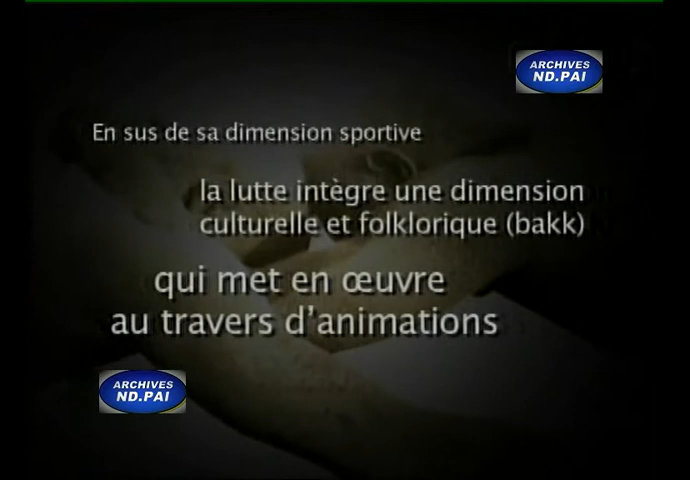 ARCHIVES
ND.PAI
En sus de sa dimension sportive
la lutte intègre une dimension
culturelle et folklorique (bakk)
qui met en œuvre
au travers d'animations
ARCHIVES
ND.PAI